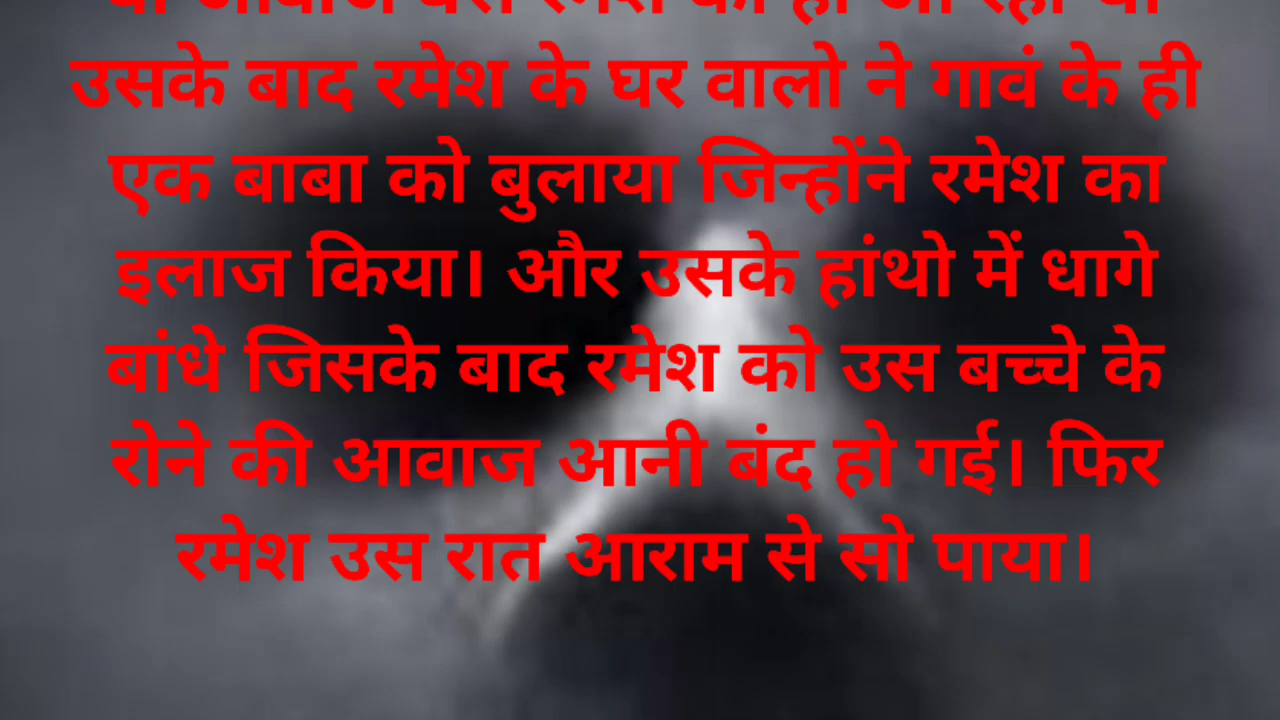 उसके बाद रमेश के घर वालो ने गावं के ही
एक बाबा को बुलाया जिन्होंने रमेश का
इलाज किया। और उसके हांथो में धागे
बांधे जिसके बाद रमेश को उस बच्चे के
रोने की आवाज आनी बंद हो गई। फिर
रमेश उस रात आराम से सो पाया।